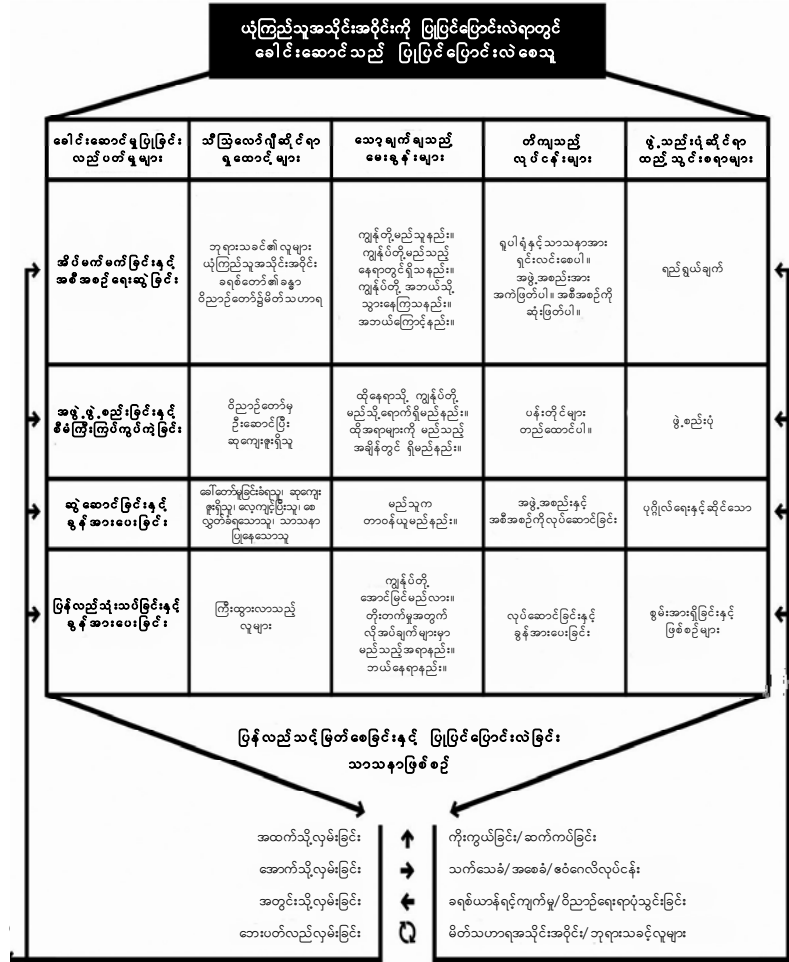 ယုံကြည်သူအသိုင်းအဝိုင်းကို ပြုပြင်ပြောင်းလဲရာတွင်
ခေါင်းဆောင်သည် ပြုပြင်ပြောင်းလဲစေသူ
ခေါင်းဆောင်မှုပြုခြင်း
လည်ပတ်မှုများ
သီဩလော်ဂျီဆိုင်ရာ
ရှုထောင့်များ
သော့ချက်ချသည့်
မေးခွန်းများ
တိကျသည့်
လုပ်ငန်းများ
ဖွဲ့သည်းပုံဆိုင်ရာ
ထည့်သွင်းစရာများ
အိပ်မက်မက်ခြင်းနှင့်
အစီအစဉ်ရေးဆွဲခြင်း
ဘုရားသခင်၏လူများ
ယုံကြည်သူအသိုင်းအဝိုင်း
ခရစ်တော်၏ခန္ဓာ
ဝိညာဉ်တော်၌မိတ်သဟာရ
ကျွန်ုတို့မည်သူနည်း။
ကျွန်ုပ်တို့မည်သည့်
နေရာတွင်ရှိသနည်း။
ကျွန်ုပ်တို့ အဘယ်သို့
သွားနေကြသနည်း။
အဘယ်ကြောင့်နည်း။
ရူပါရုံနှင့်သာသနာအား
ရှင်းလင်းစေပါ။
အဖွဲ့အစည်းအား
အကဲဖြတ်ပါ။ အစီအစဉ်ကို
ဆုံးဖြတ်ပါ။
ရည်ရွယ်ချက်
အဖွဲ့ဖွဲ့စည်းခြင်းနှင့်
စီမံကြီးကြပ်ကွပ်ကဲခြင်း
ဝိညာဉ်တော်မှ
ဦးဆောင်ပြီး
ဆုကျေးဇူးရှိသူ
ထိုနေရာသို့ ကျွန်ုပ်တို့
မည်သို့ရောက်ရှိမည်နည်း။
ထိုအရာများကို မည်သည့်
အချိန်တွင် ရှိမည်နည်း။
ပန်းတိုင်များ
တည်ထောင်ပါ။
ဖွဲ့စည်းပုံ
ဆွဲဆောင်ခြင်းနှင့်
ခွန်အားပေးခြင်း
ခေါ်တော်မူခြင်းခံရသူ၊ ဆုကျေး
ဇူးရှိသူ၊ လေ့ကျင့်ပြီးသူ၊ စေ
လွှတ်ခံရသောသူ၊ သာသနာ
ပြုနေသောသူ
မည်သူက
တာဝန်ယူမည်နည်း။
အဖွဲ့အစည်းနှင့်
အစီအစဉ်ကိုလုပ်ဆောင်ခြင်း
ပုဂ္ဂိုလ်ရေးနှင့်ဆိုင်သော
ပြန်လည်သုံးသပ်ခြင်းနှင့်
ခွန်အားပေးခြင်း
ကြီးထွားလာသည့်
လူများ
ကျွန်ုပ်တို့
အောင်မြင်မည်လား။
တိုးတက်မှုအတွက်
လိုအပ်ချက်များမှာ
မည်သည့်အရာနည်း။
ဘယ်နေရာနည်း။
လုပ်ဆောင်ခြင်းနှင့်
ခွန်အားပေးခြင်း
စွမ်းအားရှိခြင်းနှင့်
ဖြစ်စဉ်များ
ပြန်လည်သင့်မြတ်စေခြင်းနှင့် ပြုပြင်ပြောင်းလဲခြင်း
သာသနာဖြစ်စဉ်
အထက်သို့လှမ်းခြင်း ကိုးကွယ်ခြင်း/ဆက်ကပ်ခြင်း
အောက်သို့လှမ်းခြင်း သက်သေခံ/အစေခံ/ဧဝံဂေလိလုပ်ငန်း
အတွင်းသို့လှမ်းခြင်း ခရစ်ယာန်ရင့်ကျက်မှု/ဝိညာဉ်ရေးရာပုံသွင်းခြင်း
ဘေးပတ်လည်လှမ်းခြင်း မိတ်သဟာရအသိုင်းအဝိုင်း/ဘုရားသခင့်လူများ